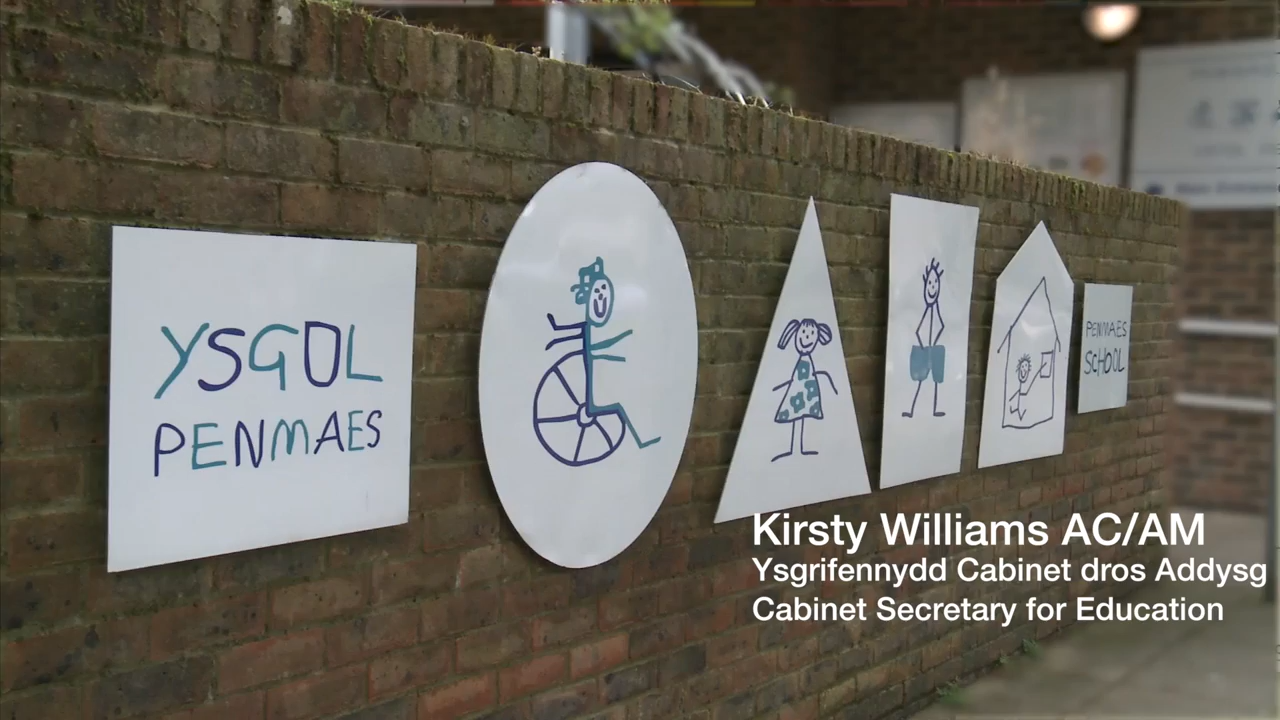 YSGOL
PENMAES
PENMAES
SCHOOL
Kirsty Williams AC/AM
Ysgrifennydd Cabinet dros Addysg
Cabinet Secretary for Education